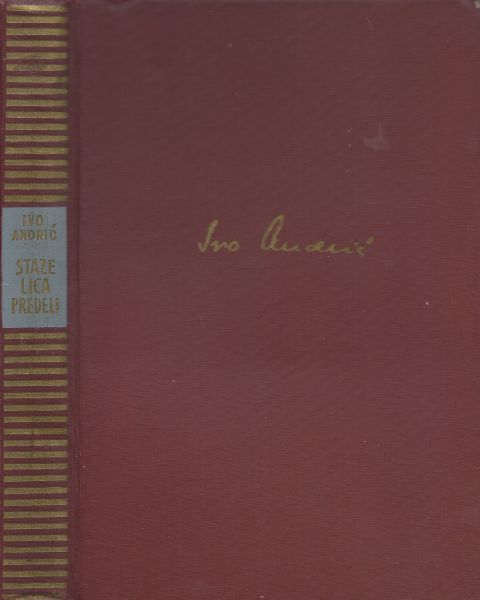 IVO
ANDRIĆ
STAZE
LICA
PREDELI
Ivo Andrić